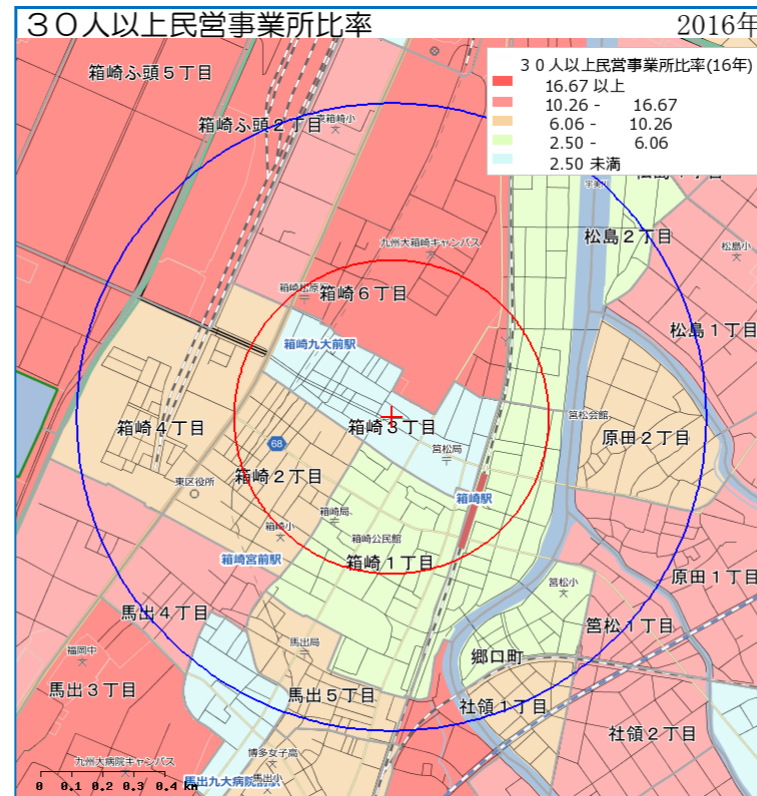 ３０人以上民営事業所比率
2016年
３０人以上民営事業所比率(16年)
16.67 以上
10.26 - 16.67
6.06 - 10.26
2.50 - 6.06
2.50 未満
箱崎ふ頭５丁目
箱崎ふ頭２丁目
東箱崎小
松島２丁目
松島小
九州大箱崎キャンパス
箱崎６丁目
松島１丁目
箱崎九大前駅
箱崎４丁目
箱崎３丁目
筥松会館
原田２丁目
68
筥松局
箱崎２丁目
東区役所
箱崎駅
箱崎局
箱崎小
箱崎公民館
箱崎宮前駅
箱崎１丁目
原田１丁目
筥松小
馬出４丁目
筥松１丁目
馬出局
福岡中
郷口町
馬出３丁目
馬出５丁目
社領１丁目
社領２丁目
博多女子高
九州大病院キャンパス
馬出九大病院前駅
馬出小
0 0.1 0.2 0.3 0.4 km